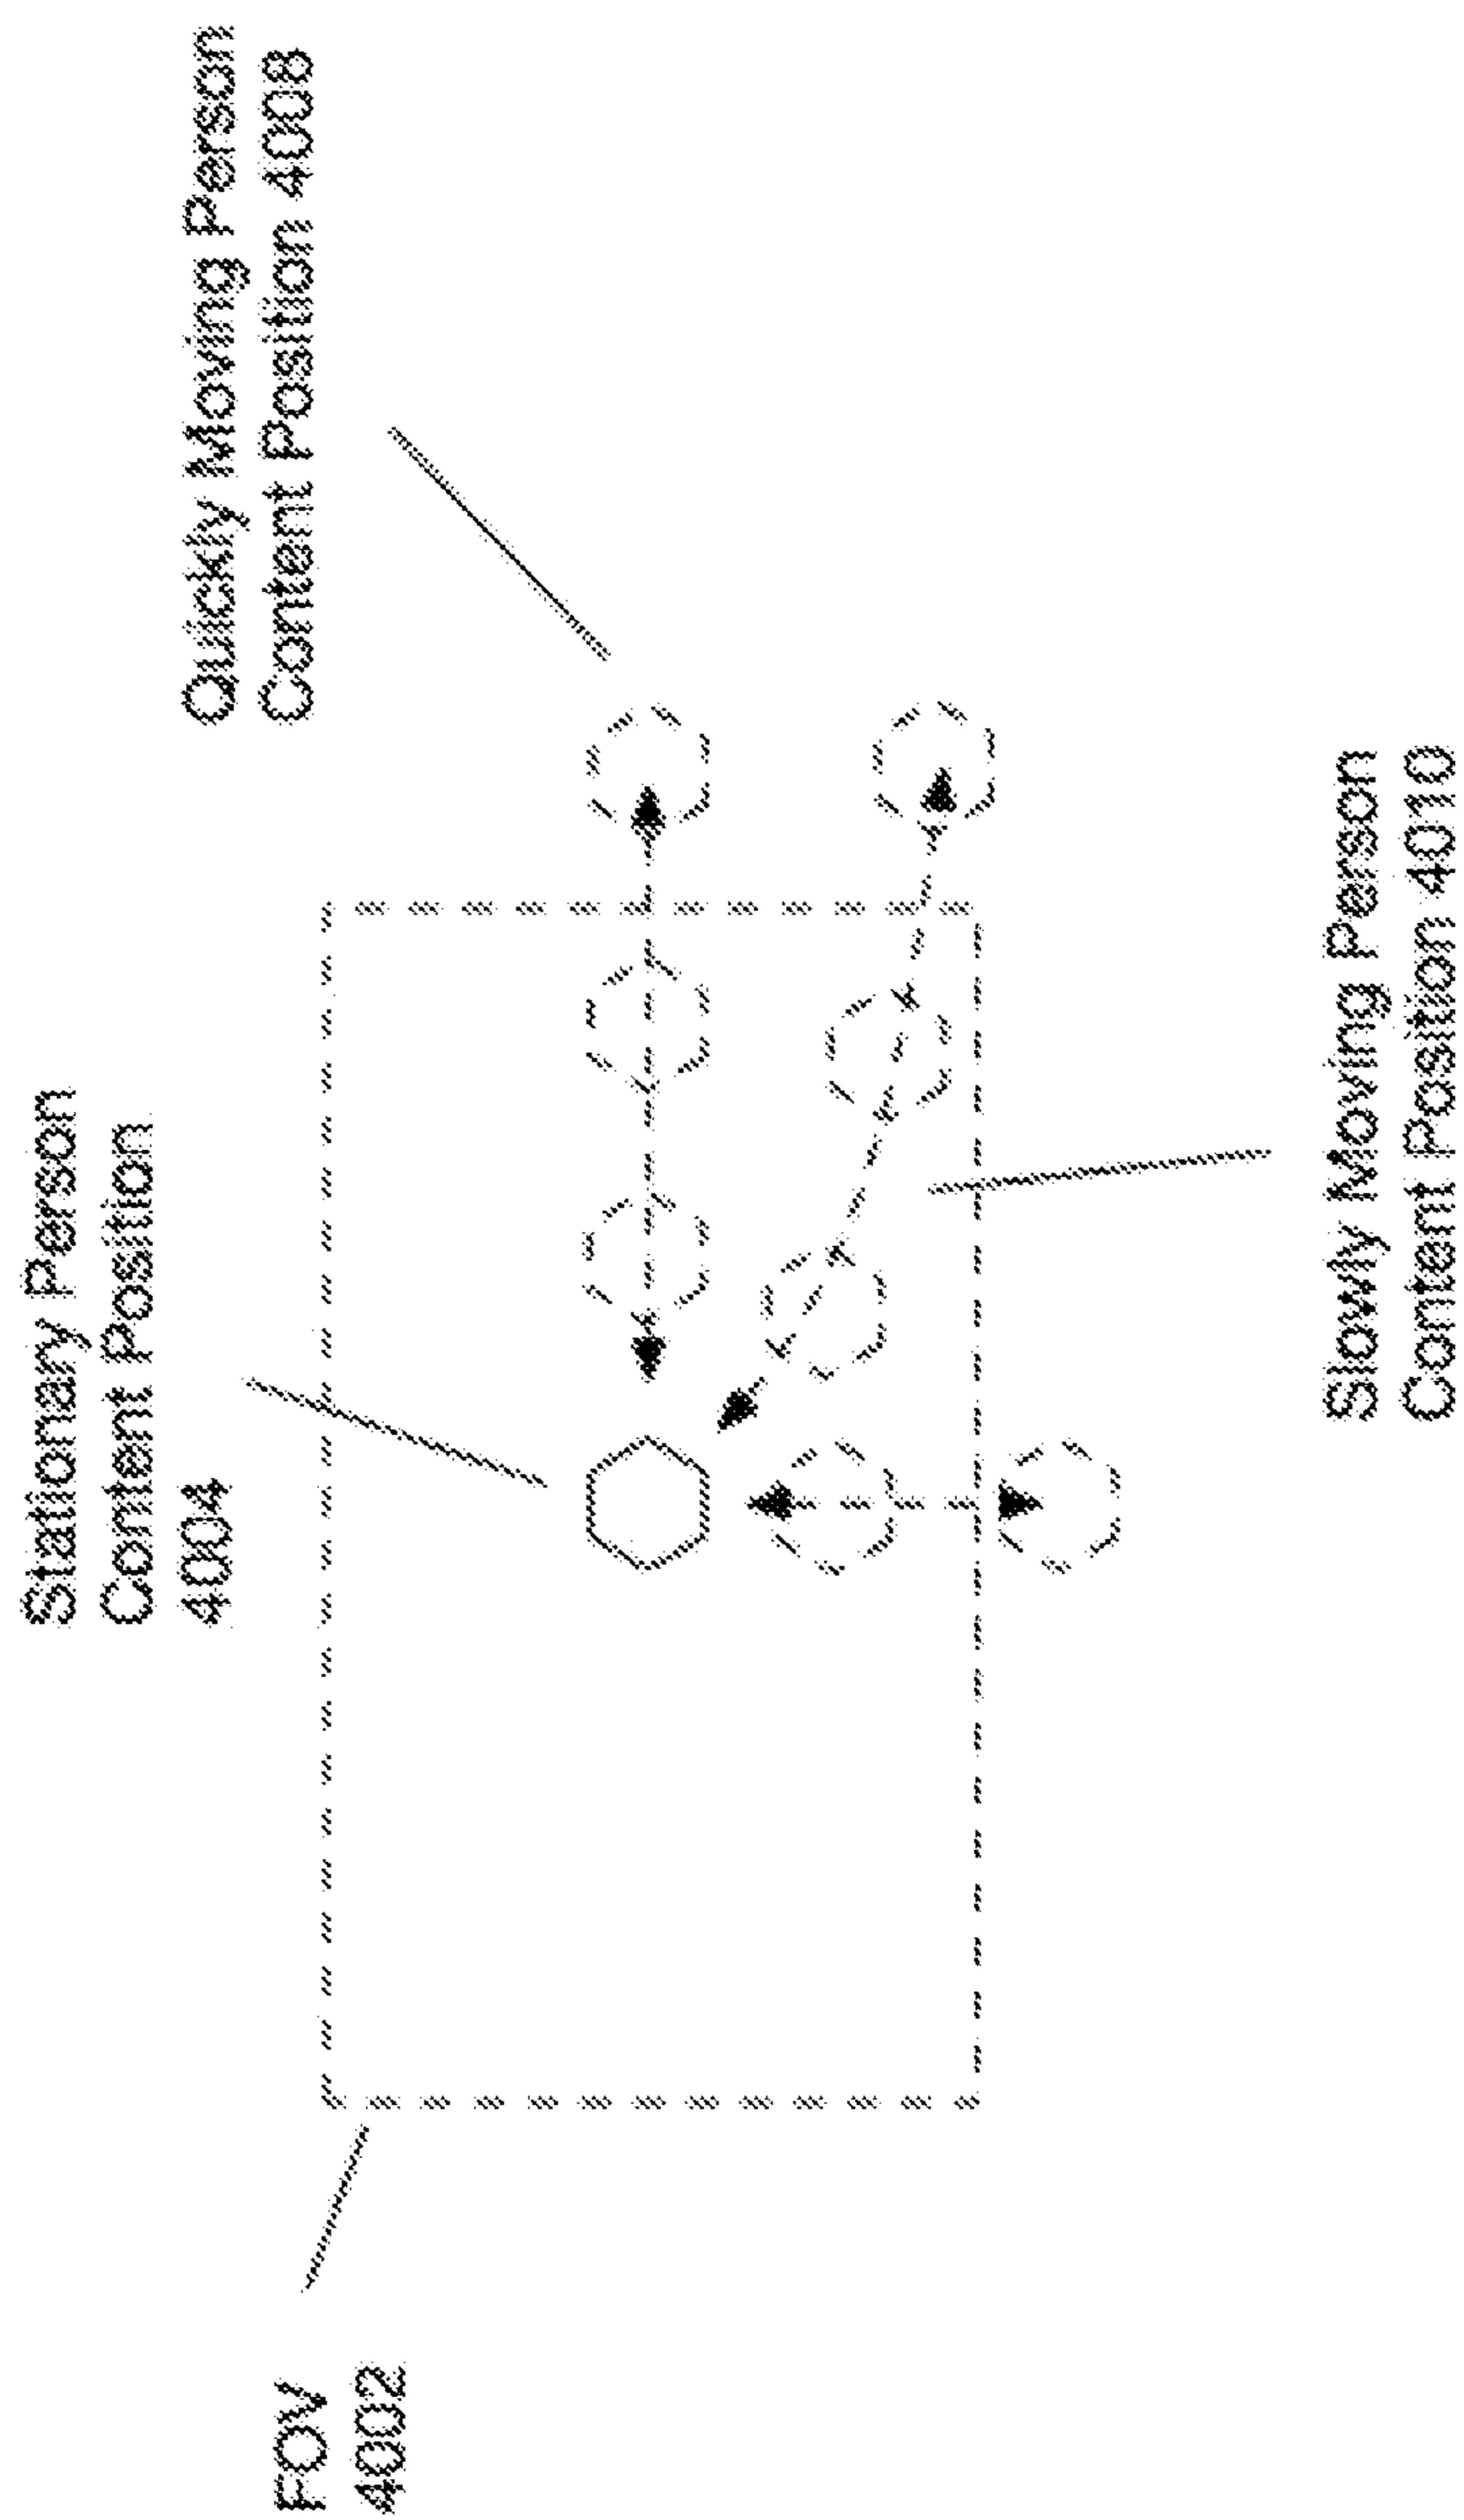 Stationary Person
Content Position
4004
Quickly Moving Person
Content Position 4008
FOV
4002
Slowly Moving Person
Content Position 4010